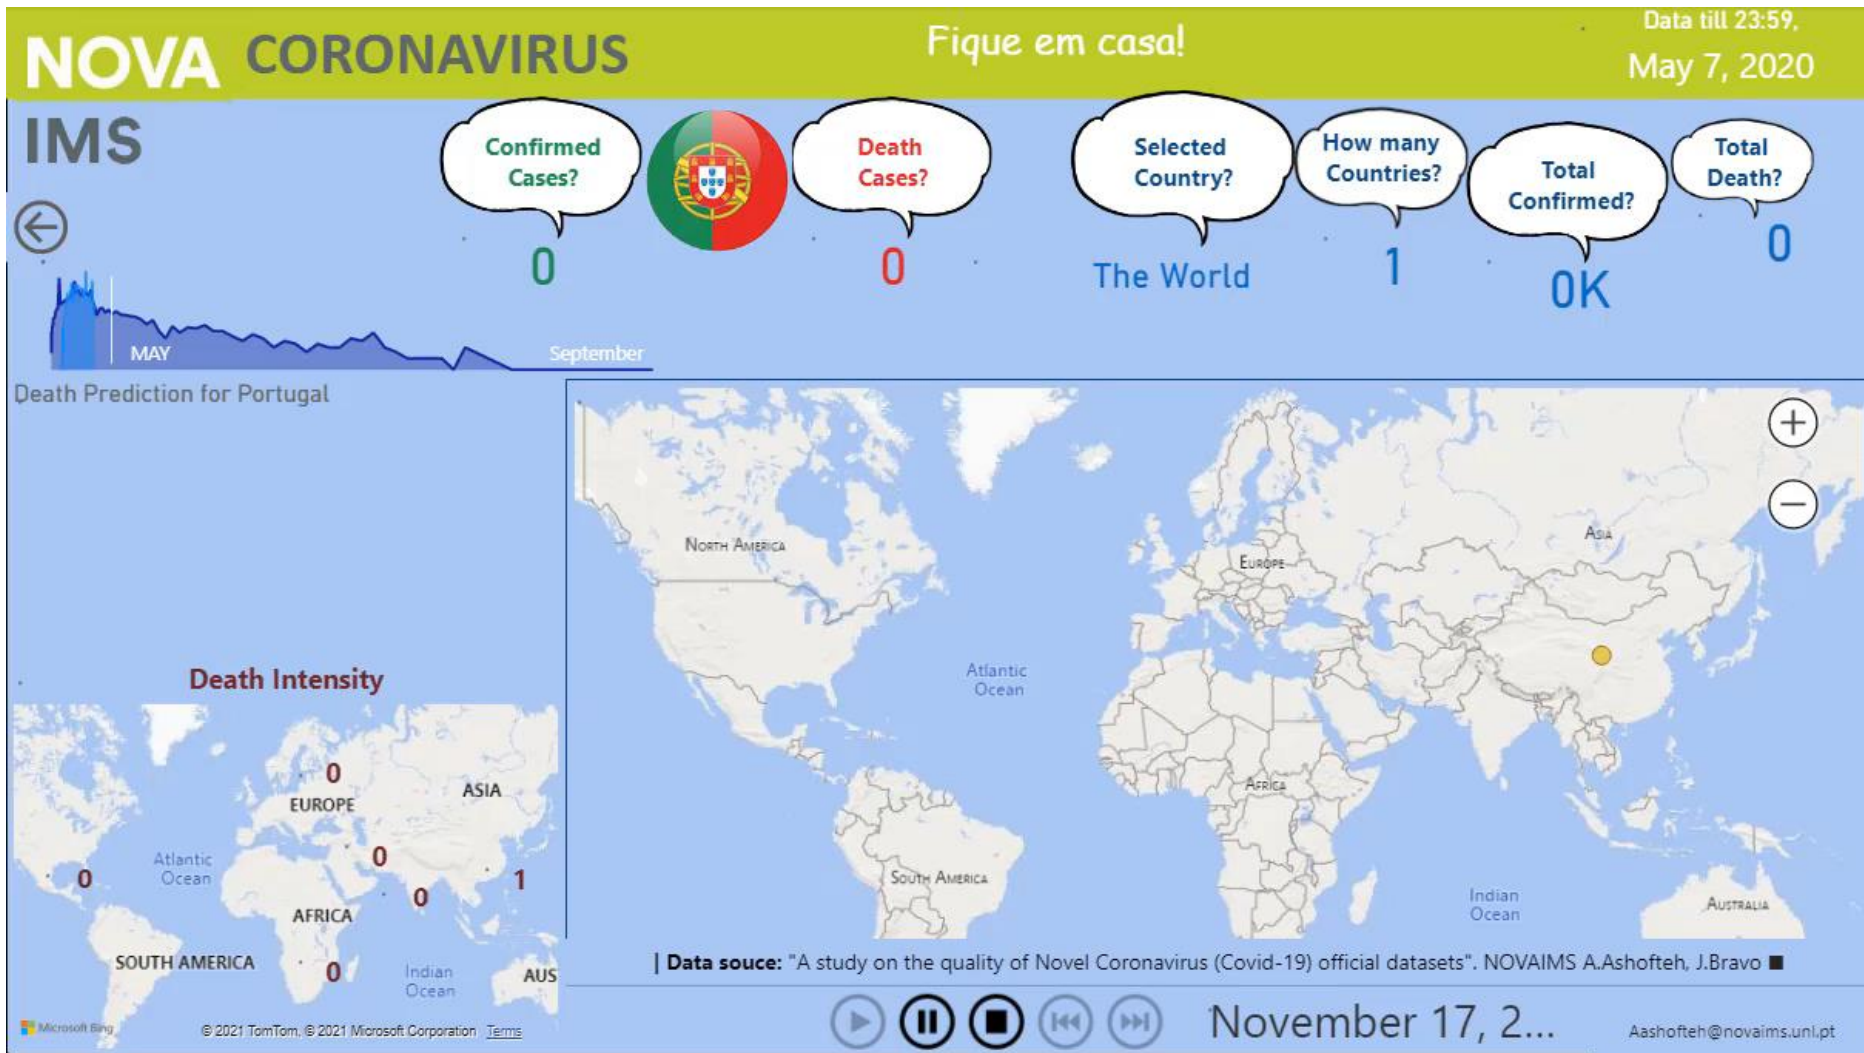 NOVA
IMS
CORONAVIRUS
Fique em casa!
Data till 23:59,
May 7, 2020
Confirmed
Cases?
0
Death
Cases?
0
Selected
Country?
The World
How many
Countries?
1
Total
Confirmed?
0K
Total
Death?
0
MAY
September
Death Prediction for Portugal
Death Intensity
0
EUROPE
ASIA
0
Atlantic
Ocean
0
0
1
AFRICA
SOUTH AMERICA
0
Indian
Ocean
AUS
Microsoft Bing
© 2021 TomTom, © 2021 Microsoft Corporation Terms
NORTH AMERICA
EUROPE
ASIA
Atlantic
Ocean
AFRICA
SOUTH AMERICA
Indian
Ocean
AUSTRALIA
| Data souce: "A study on the quality of Novel Coronavirus (Covid-19) official datasets". NOVAIMS A.Ashofteh, J.Bravo ■
November 17, 2...
Aashofteh@novaims.unl.pt